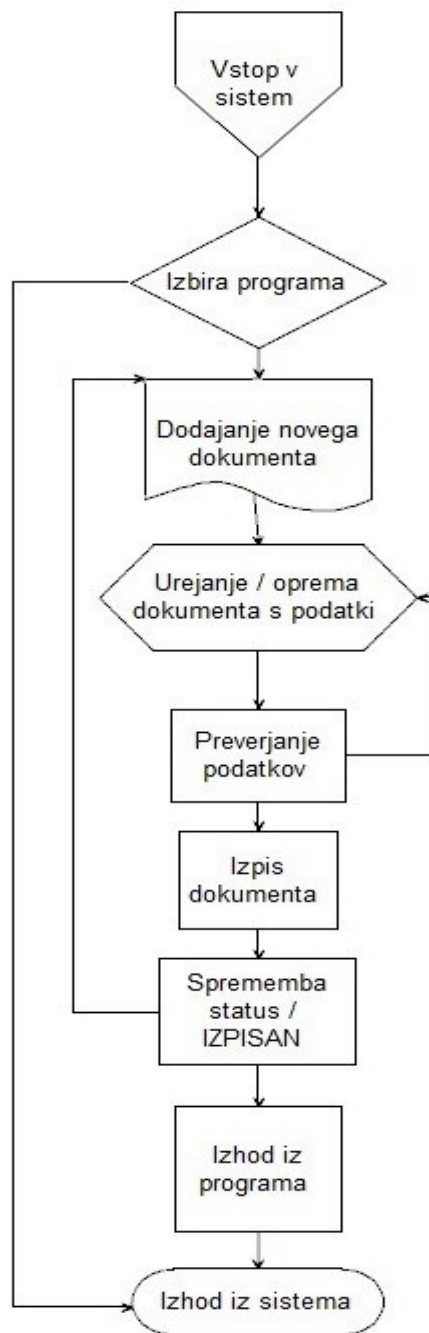 Vstop v
sistem
Izbira programa
Dodajanje novega
dokumenta
Urejanje / oprema
dokumenta s podatki
Preverjanje
podatkov
Izpis
dokumenta
Sprememba
status /
IZPISAN
Izhod iz
programa
Izhod iz sistema